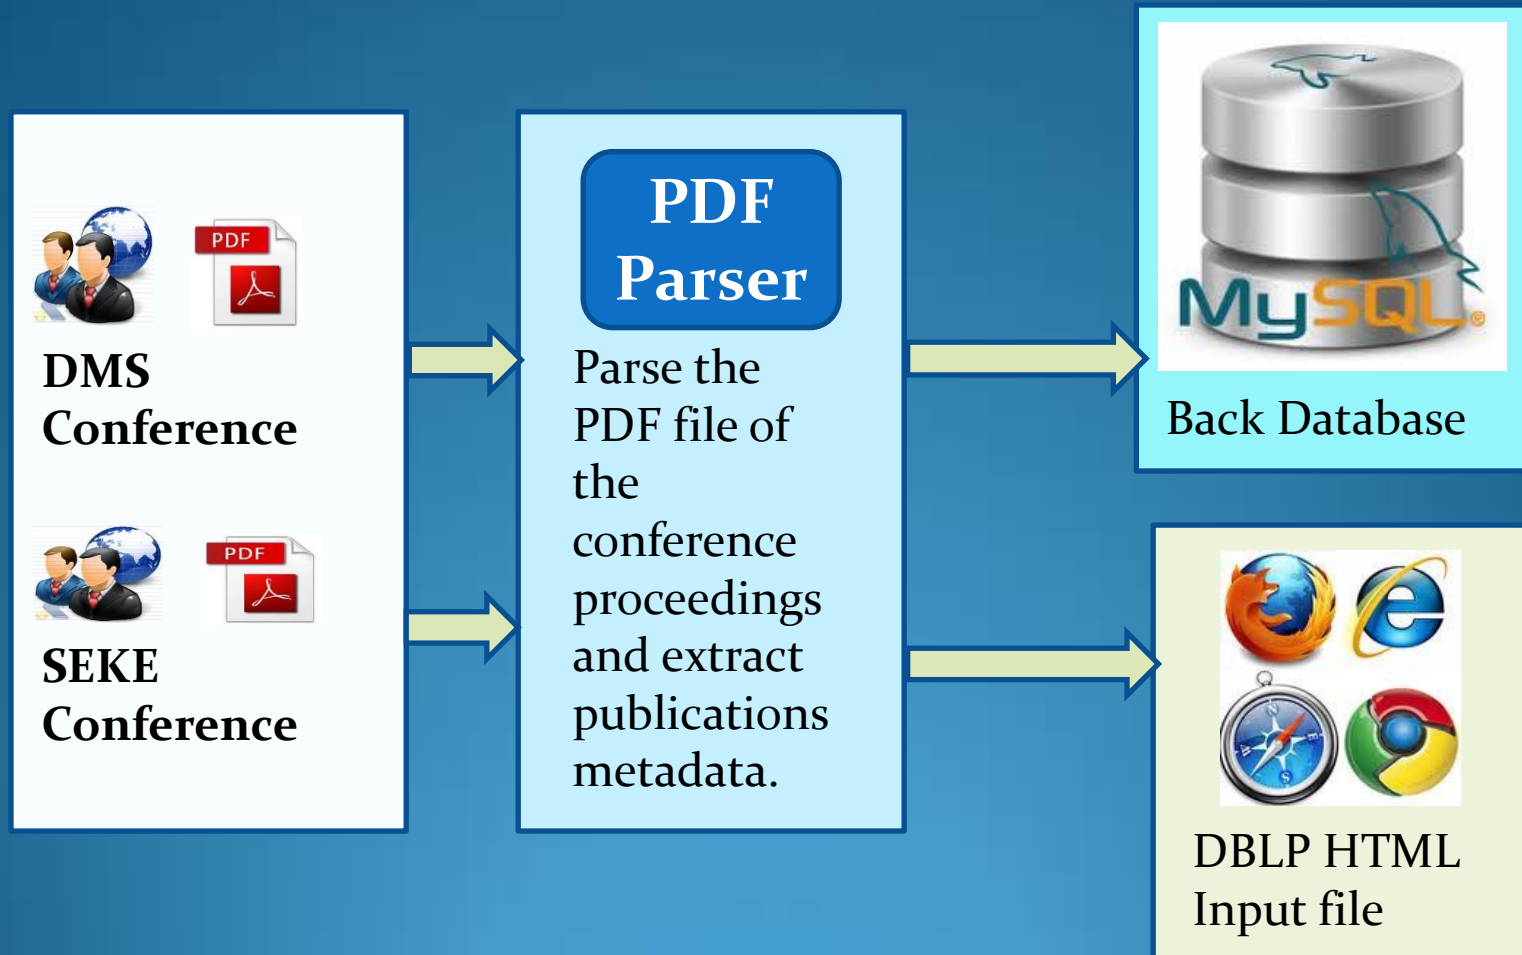 PDF
DMS
Conference
PDF
SEKE
Conference
PDF
Parser
Parse the
PDF file of
the
conference
proceedings
and extract
publications
metadata.
MySQL®
Back Database
DBLP HTML
Input file